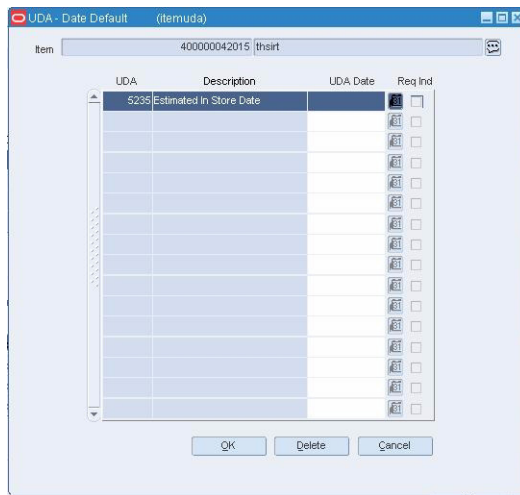 UDA - Date Default (itemuda)
Item 400000042015 thsirt
UDA Description UDA Date Req Ind
5235 Estimated In Store Date
OK Delete Cancel